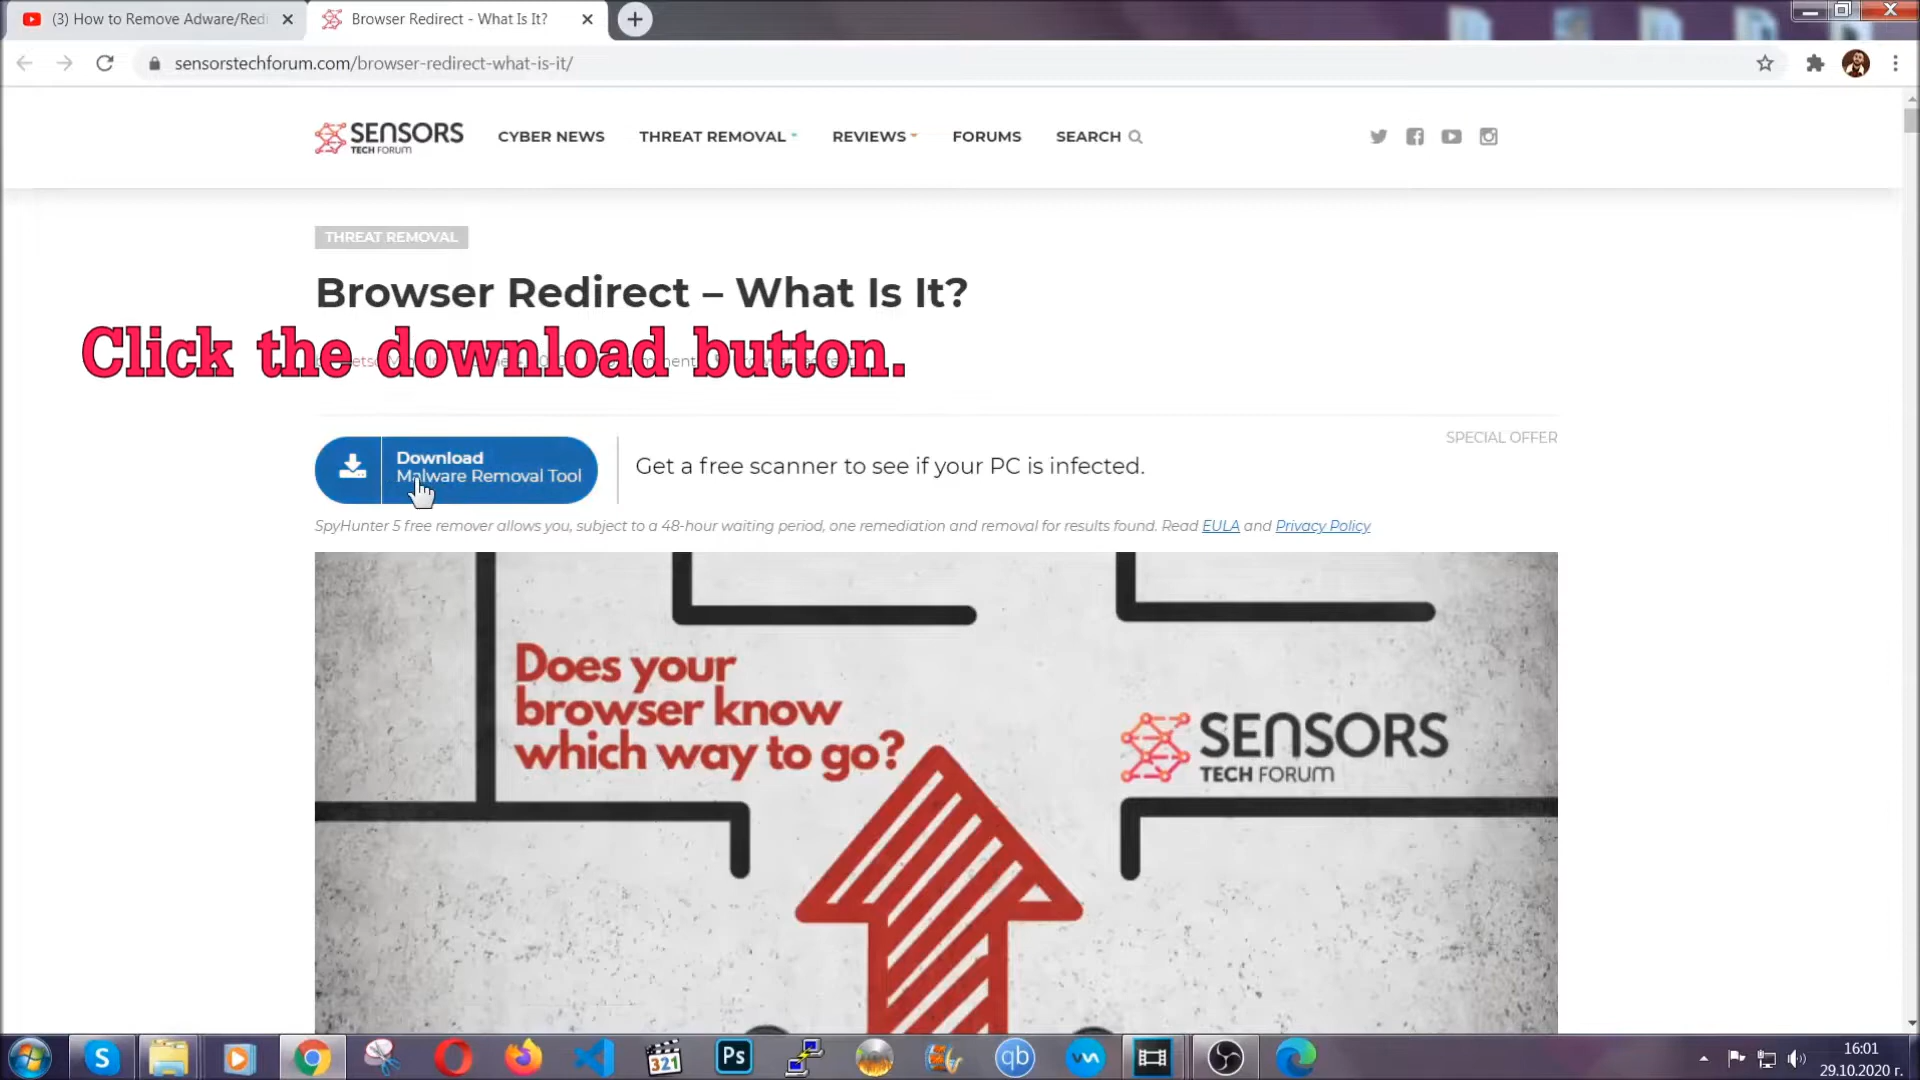 (3) How to Remove Adware/Redi
Browser Redirect - What Is It?
sensorstechforum.com/browser-redirect-what-is-it/
SENSORS
TECH FORUM
CYBER NEWS
THREAT REMOVAL
REVIEWS
FORUMS
SEARCH
THREAT REMOVAL
Browser Redirect – What Is It?
Click the download button.
SPECIAL OFFER
Download
Malware Removal Tool
Get a free scanner to see if your PC is infected.
SpyHunter 5 free remover allows you, subject to a 48-hour waiting period, one remediation and removal for results found. Read EULA and Privacy Policy
Does your
browser know
which way to go?
SENSORS
TECH FORUM
321
Ps
qb
16:01
29.10.2020 г.